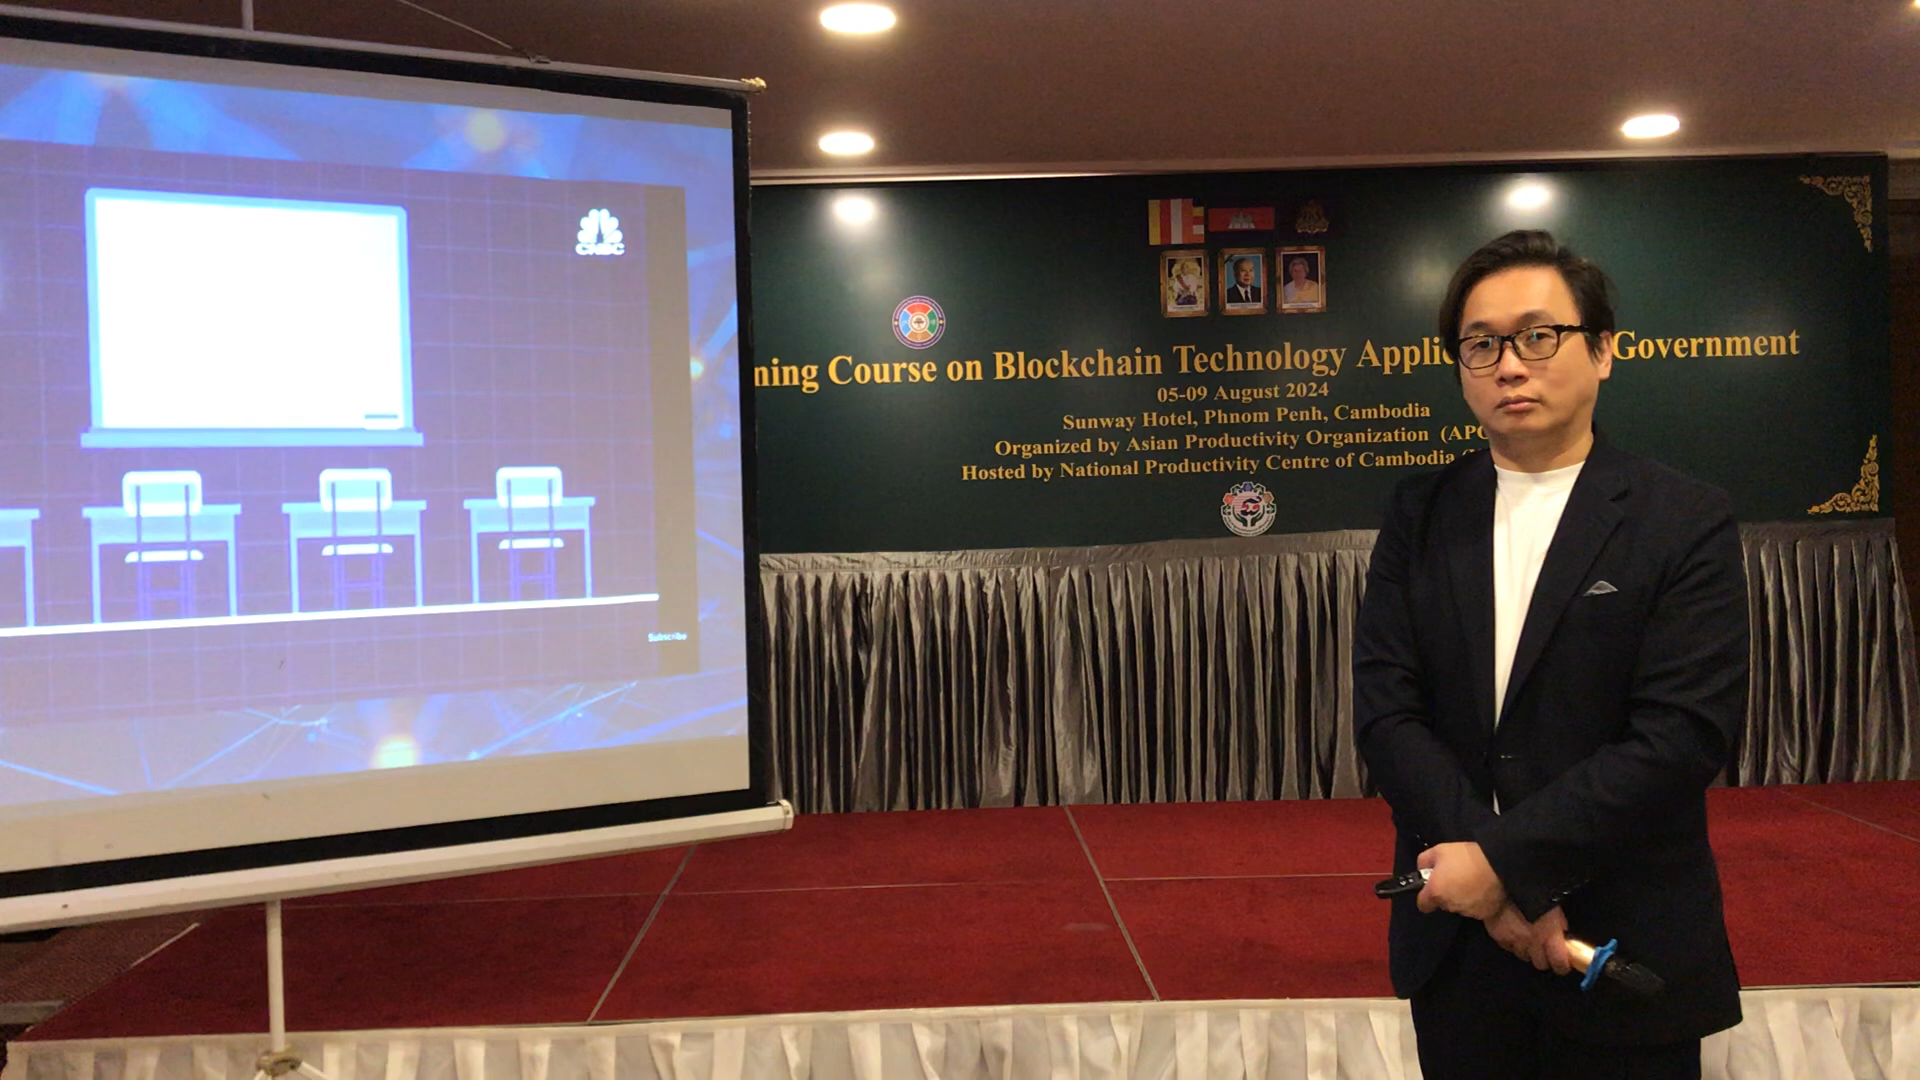 CNBC
Subscribe
ning Course on Blockchain Technology Applic Government
05-09 August 2024
Sunway Hotel, Phnom Penh, Cambodia
Organized by Asian Productivity Organization (APO
Hosted by National Productivity Centre of Cambodia